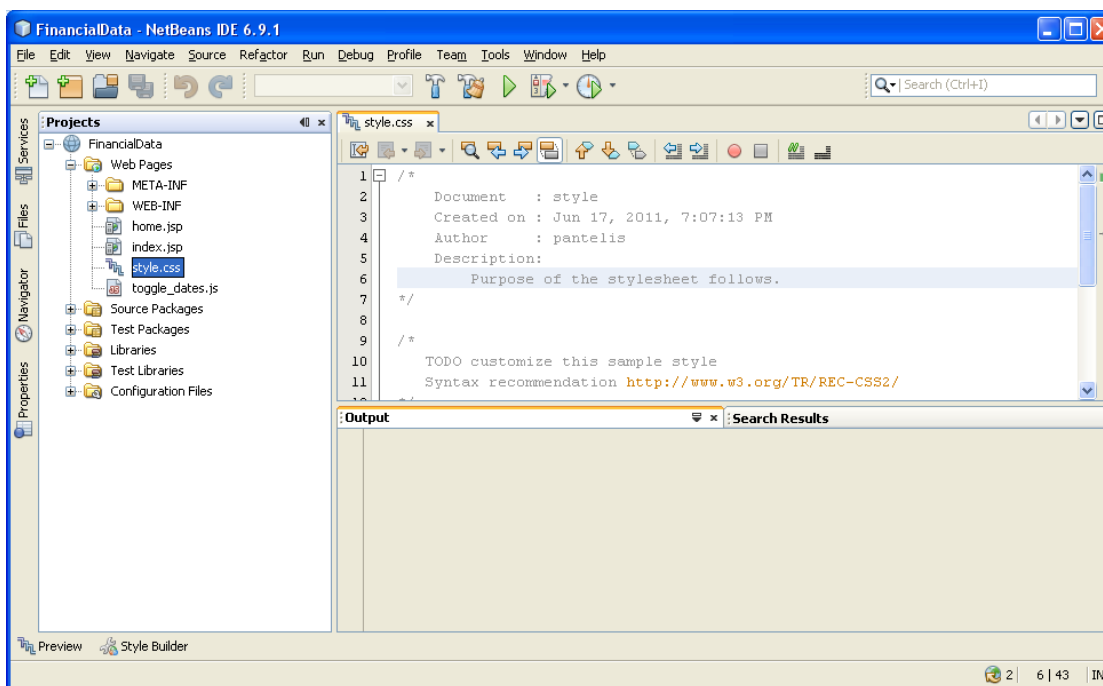 FinancialData - NetBeans IDE 6.9.1
File Edit View Navigate Source Refactor Run Debug Profile Team Tools Window Help
Search (Ctrl+I)
Services
Files
Navigator
Properties
Projects
FinancialData
Web Pages
META-INF
WEB-INF
home.jsp
index.jsp
style.css
toggle_dates.js
Source Packages
Test Packages
Libraries
Test Libraries
Configuration Files
style.css
1 /*
2 Document : style
3 Created on : Jun 17, 2011, 7:07:13 PM
4 Author : pantelis
5 Description:
6 Purpose of the stylesheet follows.
7 */
8
9 /*
10 TODO customize this sample style
11 Syntax recommendation http://www.w3.org/TR/REC-CSS2/
Output
Search Results
Preview Style Builder
2 6|43 IN